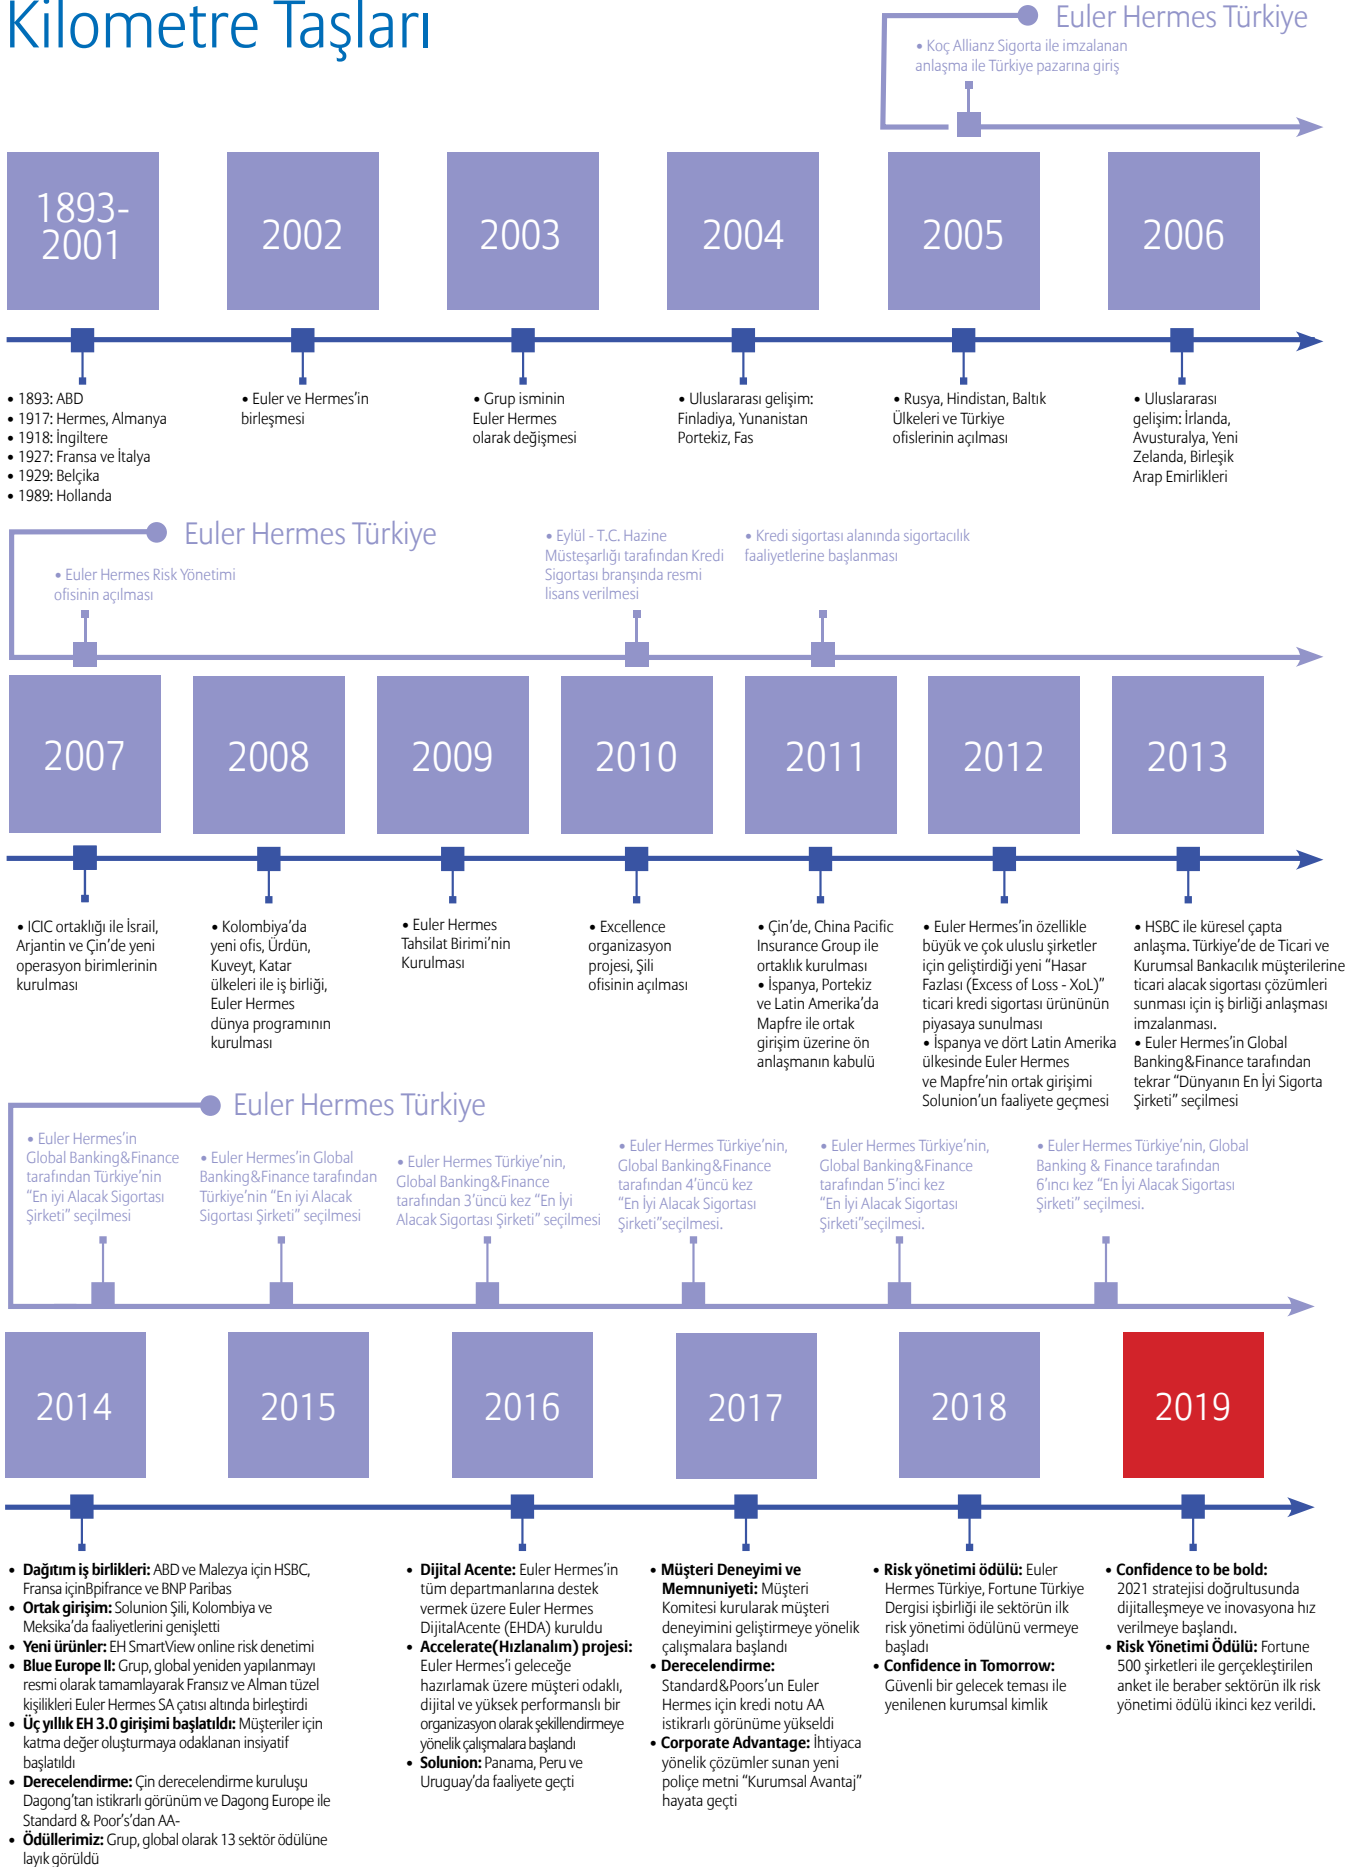 Kilometre Taşları
Euler Hermes Türkiye
• Koç Allianz Sigorta ile imzalanan
anlaşma ile Türkiye pazarına giriş
1893-
2001
2002
2003
2004
2005
2006
• 1893: ABD
• 1917: Hermes, Almanya
• 1918: İngiltere
• 1927: Fransa ve İtalya
• 1929: Belçika
• 1989: Hollanda
• Euler ve Hermes’in
birleşmesi
• Grup isminin
Euler Hermes
olarak değişmesi
• Uluslararası gelişim:
Finladiya, Yunanistan
Portekiz, Fas
• Rusya, Hindistan, Baltık
Ülkeleri ve Türkiye
ofislerinin açılması
• Uluslararası
gelişim: İrlanda,
Avusturalya, Yeni
Zelanda, Birleşik
Arap Emirlikleri
Euler Hermes Türkiye
• Euler Hermes Risk Yönetimi
ofisinin açılması
• Eylül - T.C. Hazine
Müsteşarlığı tarafından Kredi
Sigortası branşında resmi
lisans verilmesi
• Kredi sigortası alanında sigortacılık
faaliyetlerine başlanması
2007
2008
2009
2010
2011
2012
2013
• ICIC ortaklığı ile İsrail,
Arjantin ve Çin’de yeni
operasyon birimlerinin
kurulması
• Kolombiya’da
yeni ofis, Ürdün,
Kuveyt, Katar
ülkeleri ile iş birliği,
Euler Hermes
dünya programının
kurulması
• Euler Hermes
Tahsilat Birimi’nin
Kurulması
• Excellence
organizasyon
projesi, Şili
ofisinin açılması
• Çin’de, China Pacific
Insurance Group ile
ortaklık kurulması
• İspanya, Portekiz
ve Latin Amerika’da
Mapfre ile ortak
girişim üzerine ön
anlaşmanın kabulü
• Euler Hermes’in özellikle
büyük ve çok uluslu şirketler
için geliştirdiği yeni “Hasar
Fazlası (Excess of Loss - XoL)”
ticari kredi sigortası ürününün
piyasaya sunulması
• İspanya ve dört Latin Amerika
ülkesinde Euler Hermes
ve Mapfre’nin ortak girişimi
Solunion’un faaliyete geçmesi
• HSBC ile küresel çapta
anlaşma. Türkiye’de de Ticari ve
Kurumsal Bankacılık müşterilerine
ticari alacak sigortası çözümleri
sunması için iş birliği anlaşması
imzalanması.
• Euler Hermes’in Global
Banking&Finance tarafından
tekrar “Dünyanın En İyi Sigorta
Şirketi” seçilmesi
Euler Hermes Türkiye
• Euler Hermes’in
Global Banking&Finance
tarafından Türkiye’nin
“En iyi Alacak Sigortası
Şirketi” seçilmesi
• Euler Hermes’in Global
Banking&Finance tarafından
Türkiye’nin “En iyi Alacak
Sigortası Şirketi” seçilmesi
• Euler Hermes Türkiye’nin,
Global Banking&Finance
tarafından 3’üncü kez “En İyi
Alacak Sigortası Şirketi” seçilmesi
• Euler Hermes Türkiye’nin,
Global Banking&Finance
tarafından 4’üncü kez
“En İyi Alacak Sigortası
Şirketi”seçilmesi.
• Euler Hermes Türkiye’nin,
Global Banking&Finance
tarafından 5’inci kez
“En İyi Alacak Sigortası
Şirketi”seçilmesi.
• Euler Hermes Türkiye’nin, Global
Banking & Finance tarafından
6’ıncı kez “En İyi Alacak Sigortası
Şirketi” seçilmesi.
2014
2015
2016
2017
2018
2019
• Dağıtım iş birlikleri: ABD ve Malezya için HSBC,
Fransa içinBpifrance ve BNP Paribas
• Ortak girişim: Solunion Şili, Kolombiya ve
Meksika’da faaliyetlerini genişletti
• Yeni ürünler: EH SmartView online risk denetimi
• Blue Europe II: Grup, global yeniden yapılanmayı
resmi olarak tamamlayarak Fransız ve Alman tüzel
kişilikleri Euler Hermes SA çatısı altında birleştirdi
• Üç yıllık EH 3.0 girişimi başlatıldı: Müşteriler için
katma değer oluşturmaya odaklanan insiyatif
başlatıldı
• Derecelendirme: Çin derecelendirme kuruluşu
Dagong’tan istikrarlı görünüm ve Dagong Europe ile
Standard & Poor’s’dan AA-
• Ödüllerimiz: Grup, global olarak 13 sektör ödülüne
layık görüldü
• Dijital Acente: Euler Hermes’in
tüm departmanlarına destek
vermek üzere Euler Hermes
DijitalAcente (EHDA) kuruldu
• Accelerate(Hızlanalım) projesi:
Euler Hermes’i geleceğe
hazırlamak üzere müşteri odaklı,
dijital ve yüksek performanslı bir
organizasyon olarak şekillendirmeye
yönelik çalışmalara başlandı
• Solunion: Panama, Peru ve
Uruguay’da faaliyete geçti
• Müşteri Deneyimi ve
Memnuniyeti: Müşteri
Komitesi kurularak müşteri
deneyimini geliştirmeye yönelik
çalışmalara başlandı
• Derecelendirme:
Standard&Poors’un Euler
Hermes için kredi notu AA
istikrarlı görünüme yükseldi
• Corporate Advantage: İhtiyaca
yönelik çözümler sunan yeni
poliçe metni “Kurumsal Avantaj”
hayata geçti
• Risk yönetimi ödülü: Euler
Hermes Türkiye, Fortune Türkiye
Dergisi işbirliği ile sektörün ilk
risk yönetimi ödülünü vermeye
başladı
• Confidence in Tomorrow:
Güvenli bir gelecek teması ile
yenilenen kurumsal kimlik
• Confidence to be bold:
2021 stratejisi doğrultusunda
dijitalleşmeye ve inovasyona hız
verilmeye başlandı.
• Risk Yönetimi Ödülü: Fortune
500 şirketleri ile gerçekleştirilen
anket ile beraber sektörün ilk risk
yönetimi ödülü ikinci kez verildi.